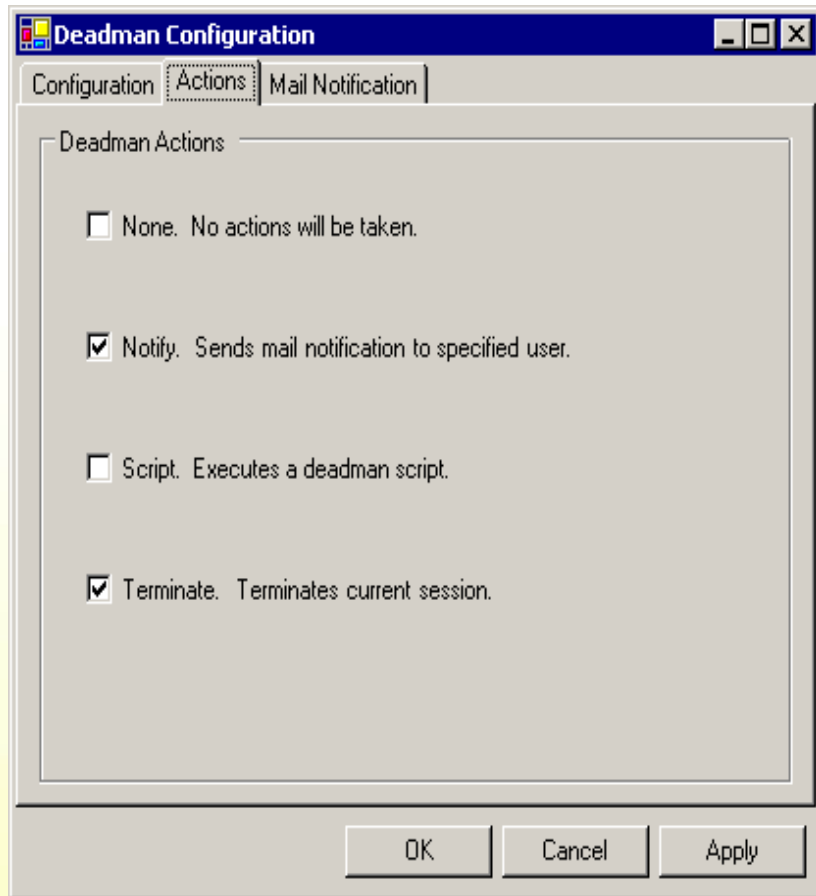 Deadman Configuration
Configuration Actions Mail Notification
Deadman Actions
None. No actions will be taken.
Notify. Sends mail notification to specified user.
Script. Executes a deadman script.
Terminate. Terminates current session.
OK Cancel Apply